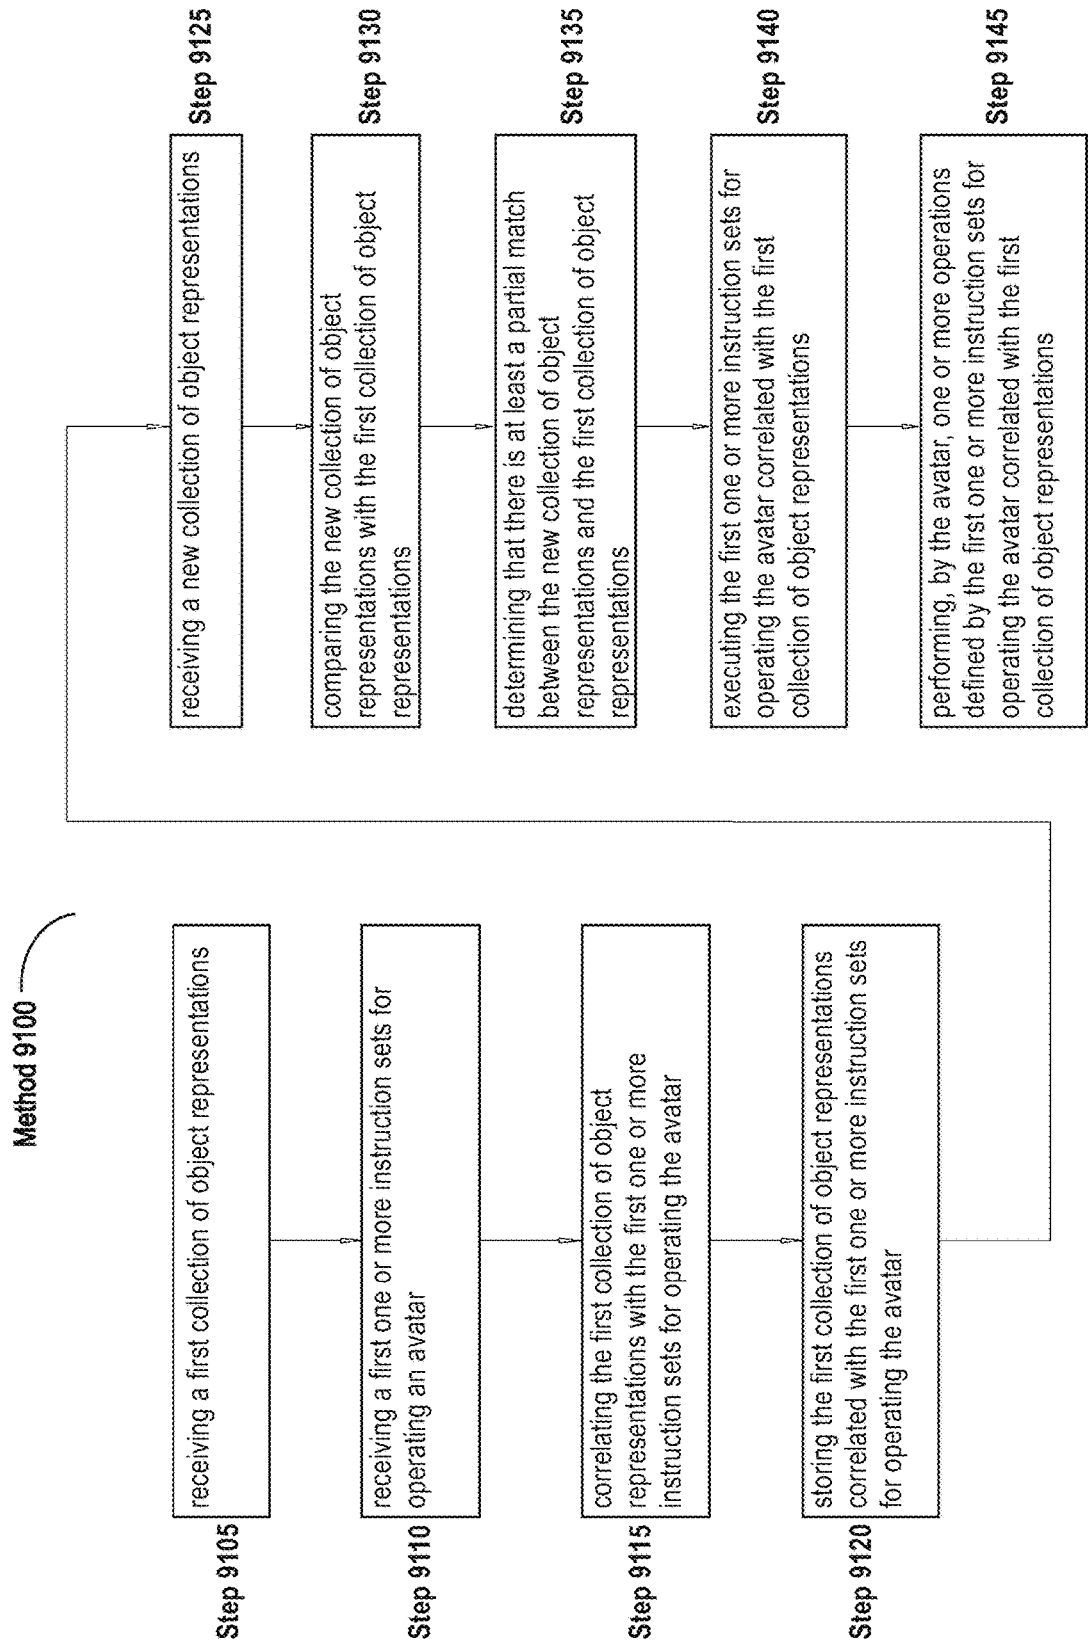 Method 9100
Step 9105
receiving a first collection of object representations
Step 9110
receiving a first one or more instruction sets for
operating an avatar
Step 9115
correlating the first collection of object
representations with the first one or more
instruction sets for operating the avatar
Step 9120
storing the first collection of object representations
correlated with the first one or more instruction sets
for operating the avatar
receiving a new collection of object representations
Step 9125
comparing the new collection of object
representations with the first collection of object
representations
Step 9130
determining that there is at least a partial match
between the new collection of object
representations and the first collection of object
representations
Step 9135
executing the first one or more instruction sets for
operating the avatar correlated with the first
collection of object representations
Step 9140
performing, by the avatar, one or more operations
defined by the first one or more instruction sets for
operating the avatar correlated with the first
collection of object representations
Step 9145